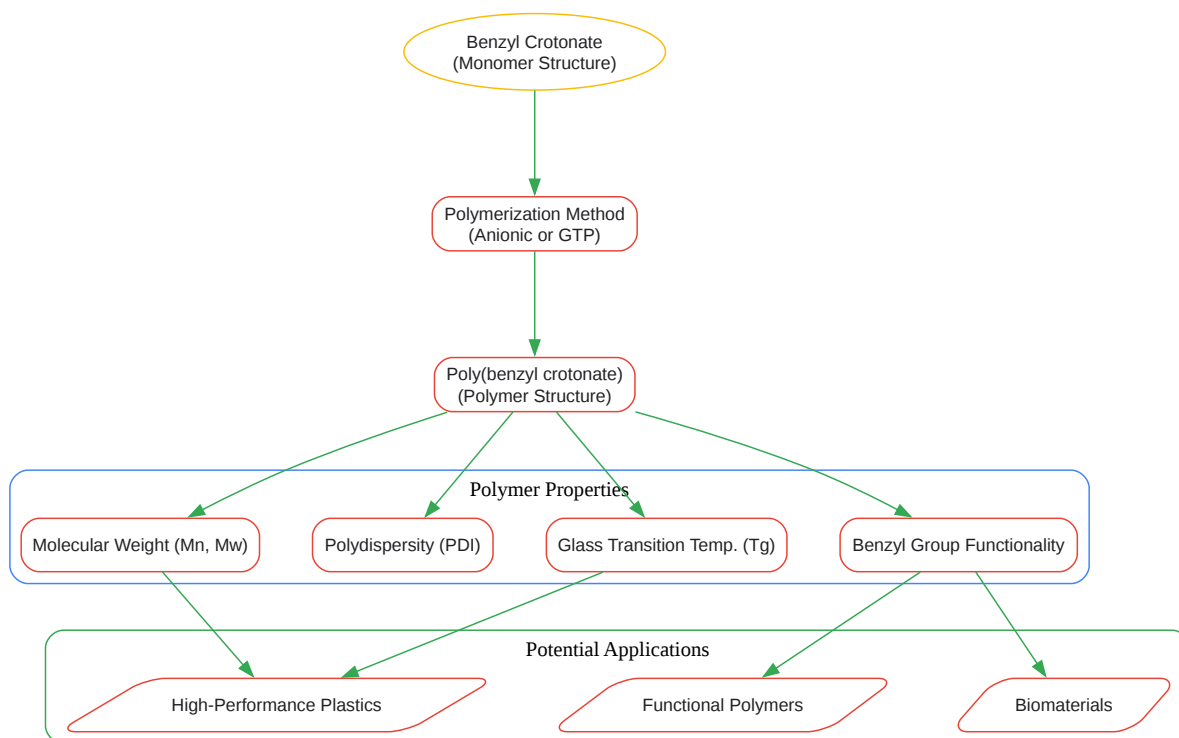 Benzyl Crotonate
(Monomer Structure)
Polymerization Method
(Anionic or GTP)
Poly(benzyl crotonate)
(Polymer Structure)
Polymer Properties
Molecular Weight (Mn, Mw)
Polydispersity (PDI)
Glass Transition Temp. (Tg)
Benzyl Group Functionality
Potential Applications
High-Performance Plastics
Functional Polymers
Biomaterials